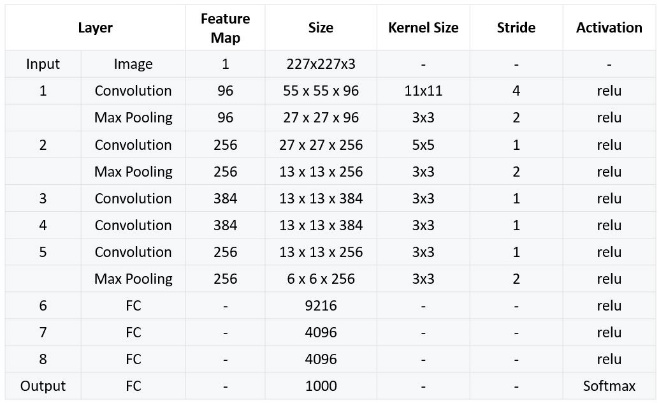 Layer Feature Map Size Kernel Size Stride Activation
Input Image 1 227x227x3 - - -
1 Convolution 96 55 x 55 x 96 11x11 4 relu
Max Pooling 96 27 x 27 x 96 3x3 2 relu
2 Convolution 256 27 x 27 x 256 5x5 1 relu
Max Pooling 256 13 x 13 x 256 3x3 2 relu
3 Convolution 384 13 x 13 x 384 3x3 1 relu
4 Convolution 384 13 x 13 x 384 3x3 1 relu
5 Convolution 256 13 x 13 x 256 3x3 1 relu
Max Pooling 256 6 x 6 x 256 3x3 2 relu
6 FC - 9216 - - relu
7 FC - 4096 - - relu
8 FC - 4096 - - relu
Output FC - 1000 - - Softmax